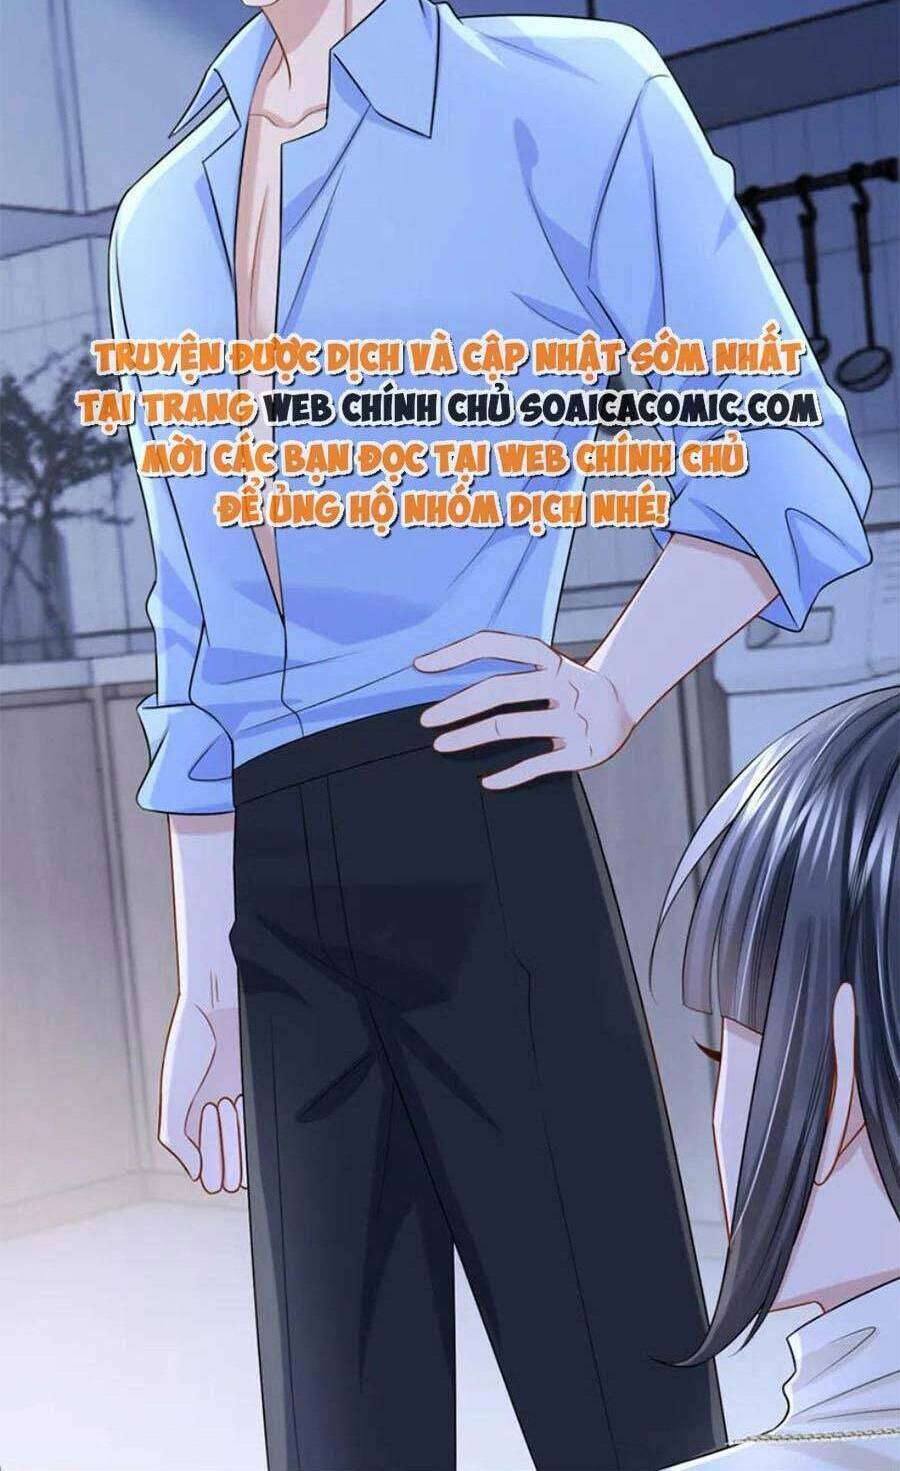 TRUYỆN ĐƯỢC DỊCH VÀ CẬP NHẬT SỚM NHẤT
TẠI TRANG WEB CHÍNH CHỦ SOAICACOMIC.COM
MỜI CÁC BẠN ĐỌC TẠI WEB CHÍNH CHỦ
ĐỂ ỦNG HỘ NHÓM DỊCH NHÉ!